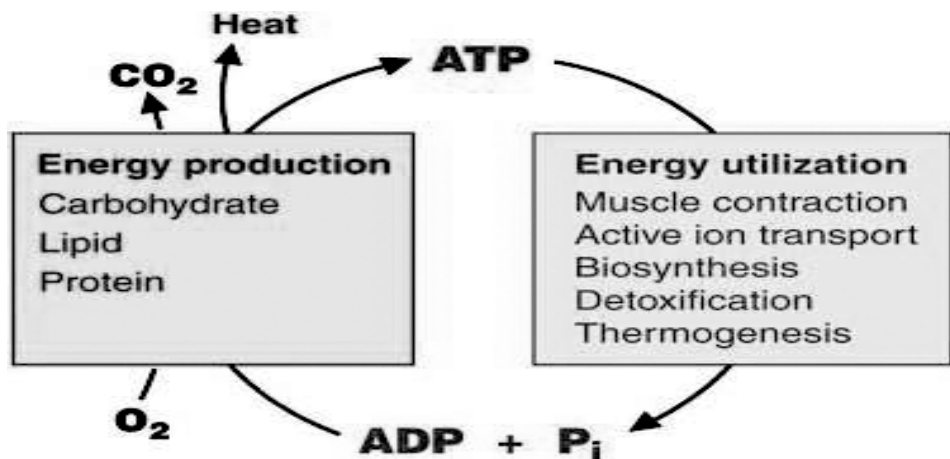 Heat
CO₂
ATP
Energy production
Carbohydrate
Lipid
Protein
Energy utilization
Muscle contraction
Active ion transport
Biosynthesis
Detoxification
Thermogenesis
O₂
ADP + Pᵢ